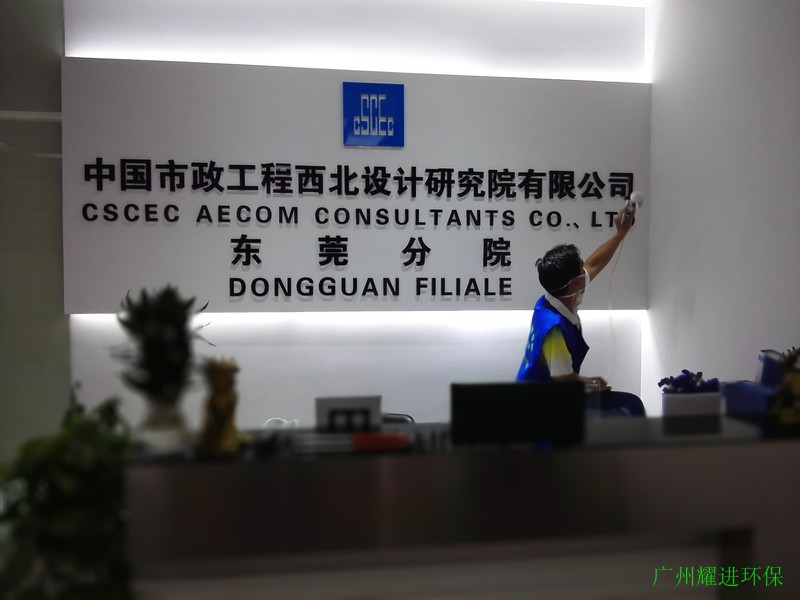 CSCEC
中国市政工程西北设计研究院有限公司
CSCEC AECOM CONSULTANTS CO., LT
东莞分院
DONGGUAN FILIALE
广州耀进环保